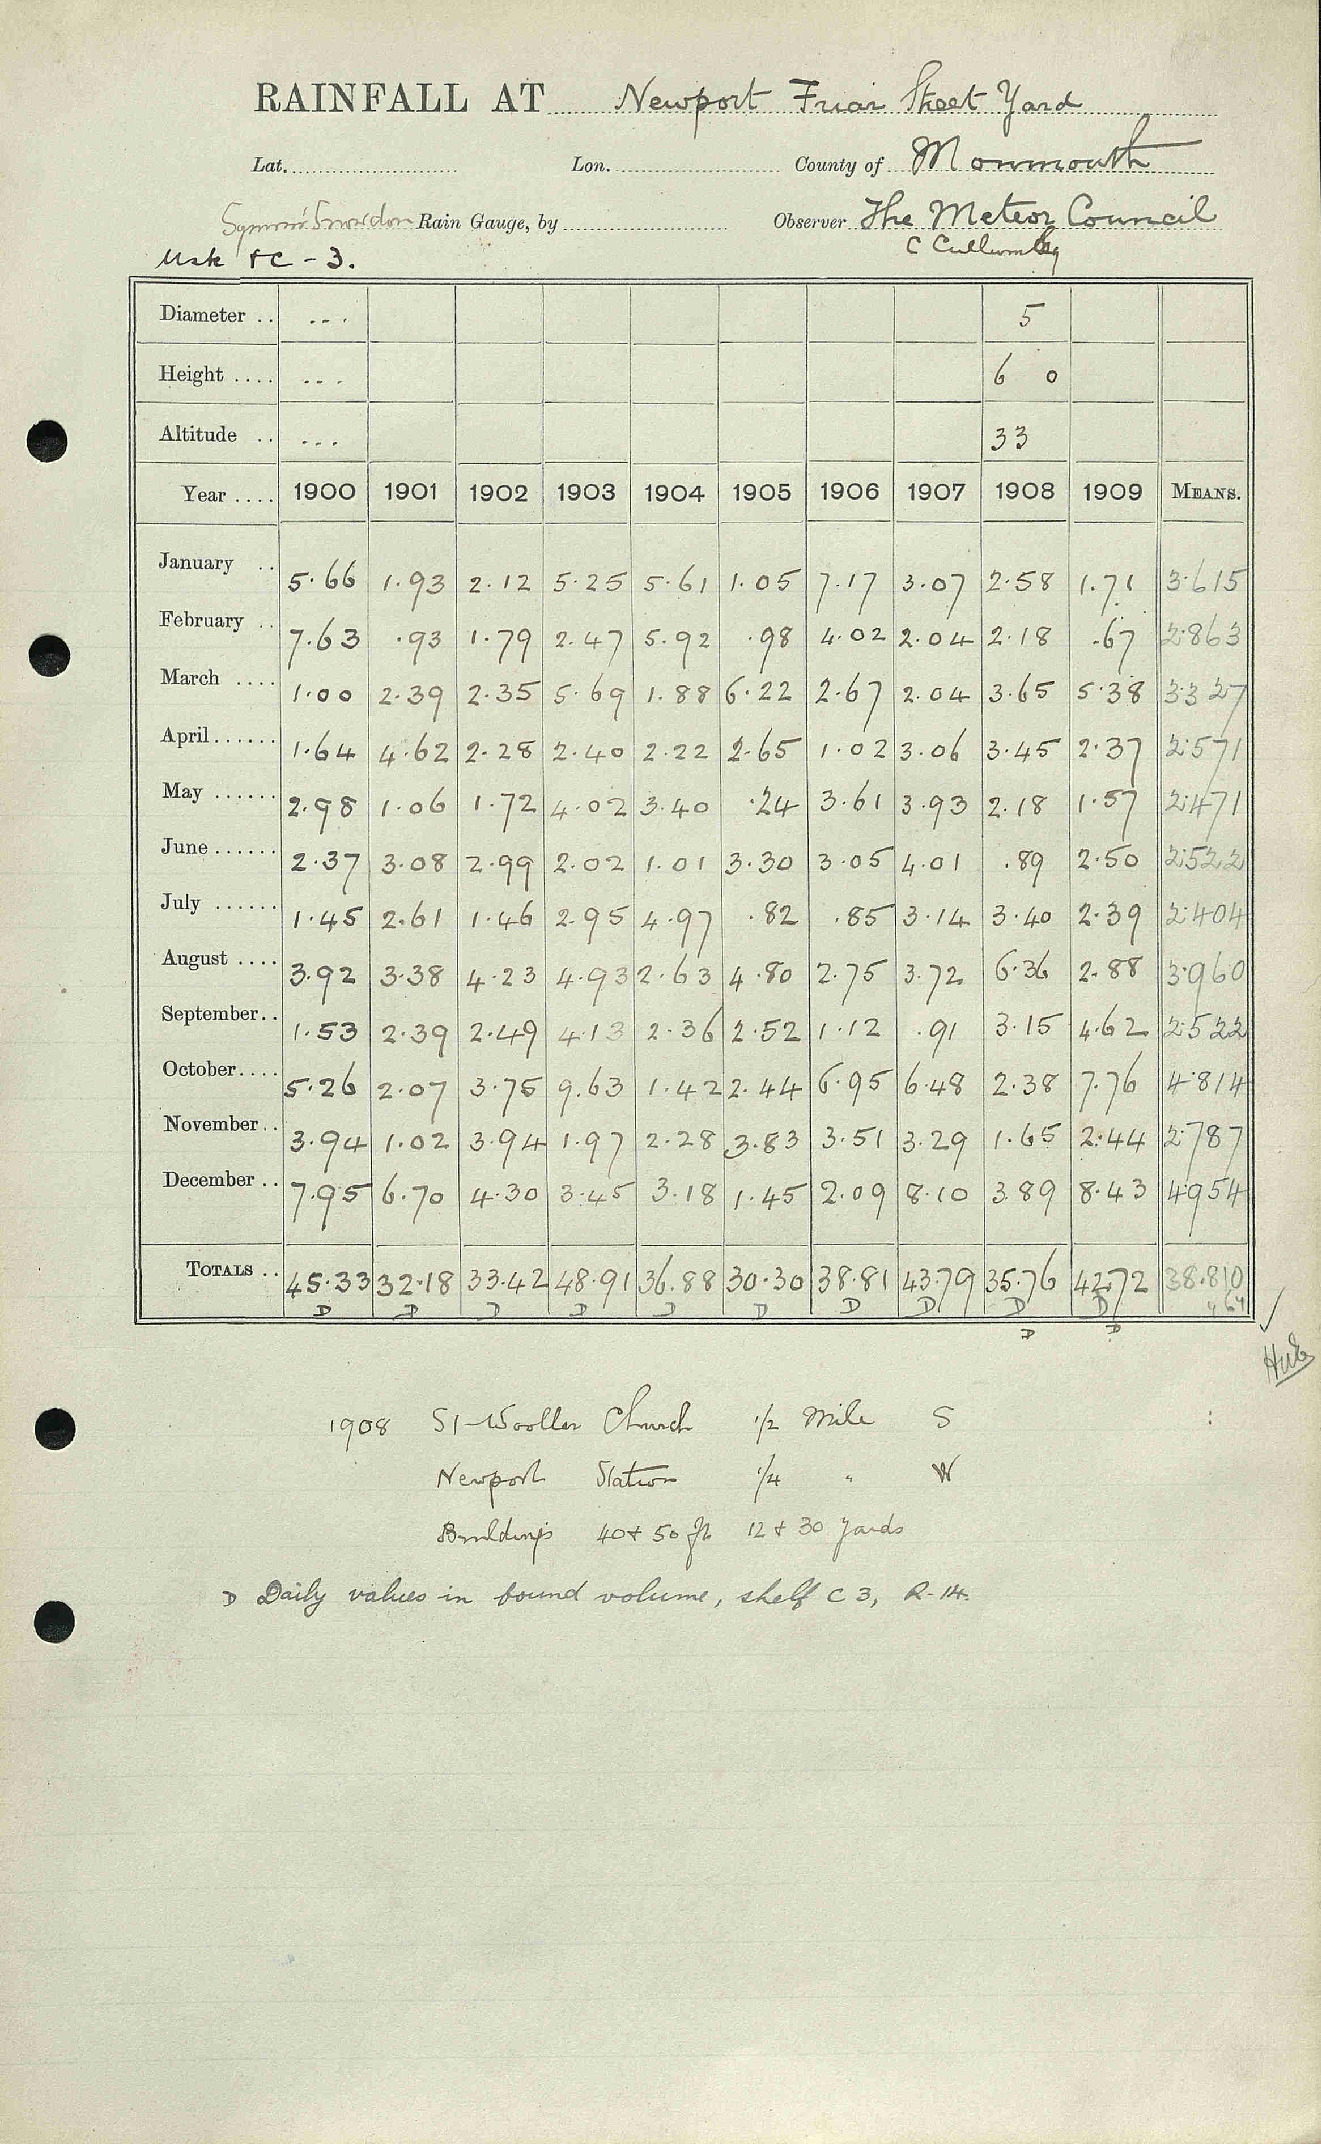 RAINFALL AT Newport Friar Street Yard
Lat. Lon. County of Monmouth
Symons Snowdon Rain Gauge, by Observer The Meteor Council
Usk &c - 3. C Cullum Esq
Diameter .. --. 5
Height .... --. 6 0
Altitude .. --. 33
Year .... 1900 1901 1902 1903 1904 1905 1906 1907 1908 1909 MEANS.
January .. 5.66 1.93 2.12 5.25 5.61 1.05 7.17 3.07 2.58 1.71 3.615
February .. 7.63 .93 1.79 2.47 5.92 .98 4.02 2.04 2.18 .67 2.863
March .... 1.00 2.39 2.35 5.69 1.88 6.22 2.67 2.04 3.65 5.38 3327
April...... 1.64 4.62 2.28 2.40 2.22 2.65 1.02 3.06 3.45 2.37 2.571
May ...... 2.98 1.06 1.72 4.02 3.40 .24 3.61 3.93 2.18 1.57 2.471
June...... 2.37 3.08 2.99 2.02 1.01 3.30 3.05 4.01 .89 2.50 2.522
July ...... 1.45 2.61 1.46 2.95 4.97 .82 .85 3.14 3.40 2.39 2.404
August .... 3.92 3.38 4.23 4.93 2.63 4.80 2.75 3.72 6.36 2.88 3.960
September.. 1.53 2.39 2.49 4.13 2.36 2.52 1.12 .91 3.15 4.62 2.522
October.... 5.26 2.07 3.75 9.63 1.42 2.44 6.95 6.48 2.38 7.76 4.814
November.. 3.94 1.02 3.94 1.97 2.28 3.83 3.51 3.29 1.65 2.44 2.787
December .. 7.95 6.70 4.30 3.45 3.18 1.45 2.09 8.10 3.89 8.43 4954
TOTALS .. 45.33 32.18 33.42 48.91 36.88 30.30 38.81 43.79 35.76 42.72 38.810
D D D D D D D D D D
D D
1908 St Woollos Church 1/2 Mile S
Newport Station 1/4 " W
Buildings 40 & 50 ft 12 & 30 yards
D Daily values in bound volume, shelf C 3, R-14.